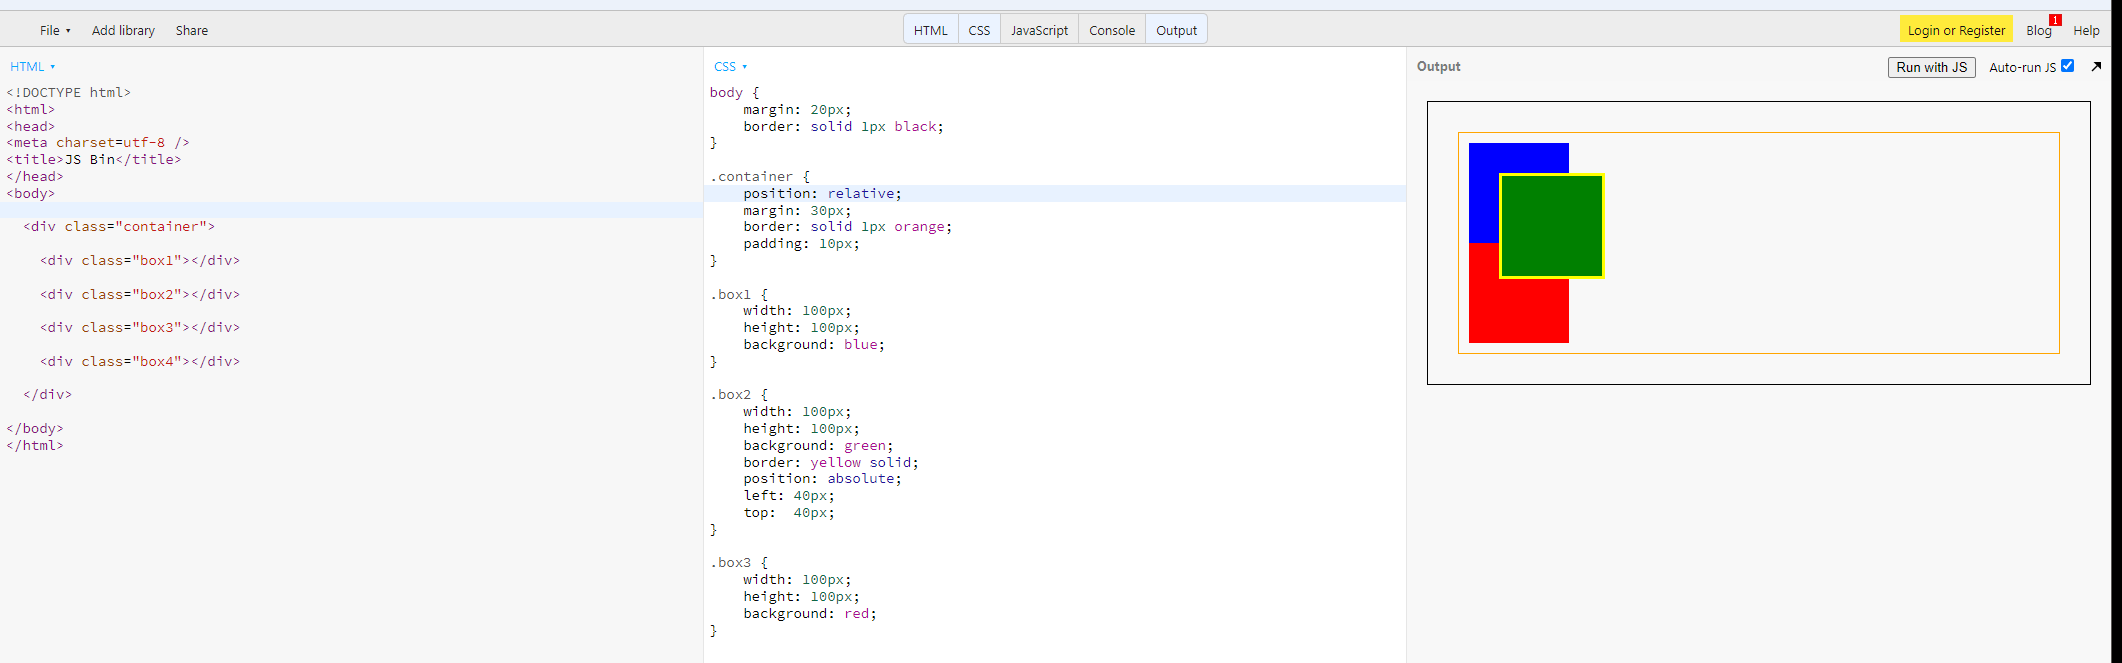 File ▾ Add library Share HTML CSS JavaScript Console Output Login or Register Blog 1 Help
HTML ▾
<!DOCTYPE html>
<html>
<head>
<meta charset=utf-8 />
<title>JS Bin</title>
</head>
<body>
<div class="container">
<div class="box1"></div>
<div class="box2"></div>
<div class="box3"></div>
<div class="box4"></div>
</div>
</body>
</html>
CSS ▾
body {
margin: 20px;
border: solid 1px black;
}
.container {
position: relative;
margin: 30px;
border: solid 1px orange;
padding: 10px;
}
.box1 {
width: 100px;
height: 100px;
background: blue;
}
.box2 {
width: 100px;
height: 100px;
background: green;
border: yellow solid;
position: absolute;
left: 40px;
top:  40px;
}
.box3 {
width: 100px;
height: 100px;
background: red;
}
Output Run with JS Auto-run JS